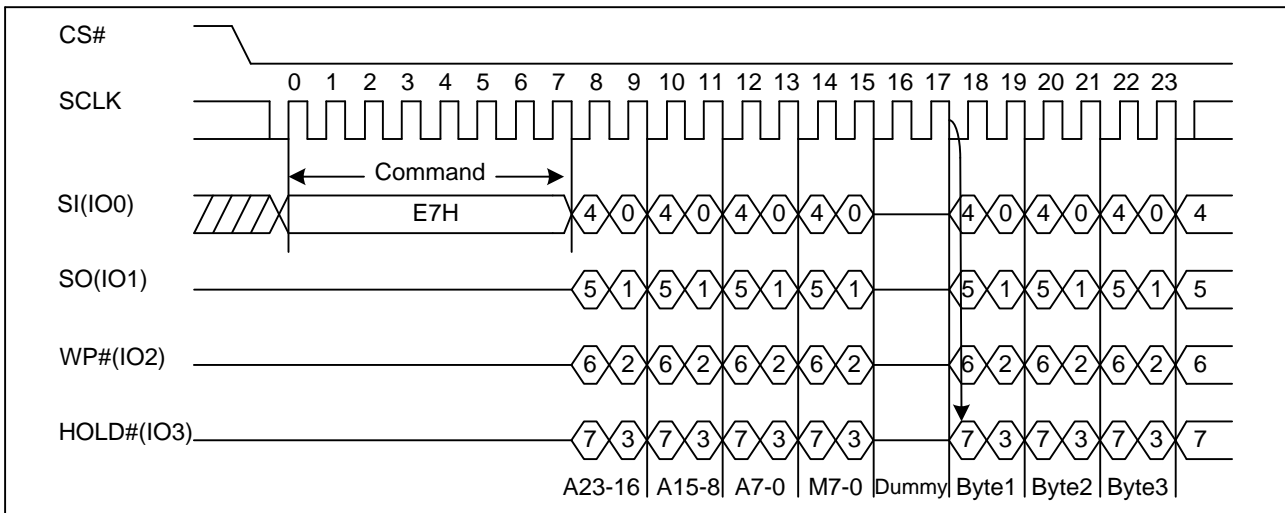 CS#
0 1 2 3 4 5 6 7 8 9 10 11 12 13 14 15 16 17 18 19 20 21 22 23
SCLK
Command
SI(IO0)
E7H 4 0 4 0 4 0 4 0 4 0 4 0 4 0 4
SO(IO1)
5 1 5 1 5 1 5 1 5 1 5 1 5 1 5
WP#(IO2)
6 2 6 2 6 2 6 2 6 2 6 2 6 2 6
HOLD#(IO3)
7 3 7 3 7 3 7 3 7 3 7 3 7 3 7
A23-16 A15-8 A7-0 M7-0 Dummy Byte1 Byte2 Byte3